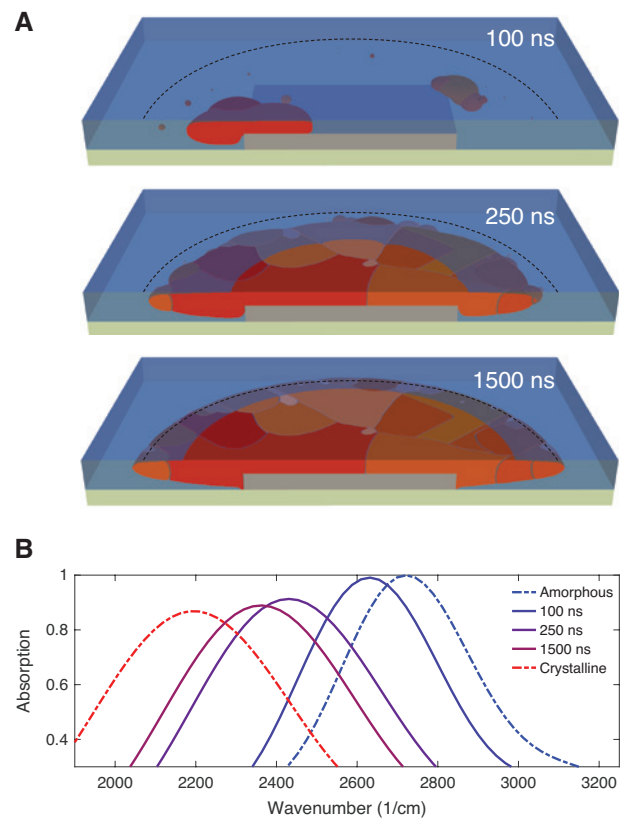 A
100 ns
250 ns
1500 ns
B
1
0.8
0.6
0.4
Absorption
Amorphous
100 ns
250 ns
1500 ns
Crystalline
2000 2200 2400 2600 2800 3000 3200
Wavenumber (1/cm)